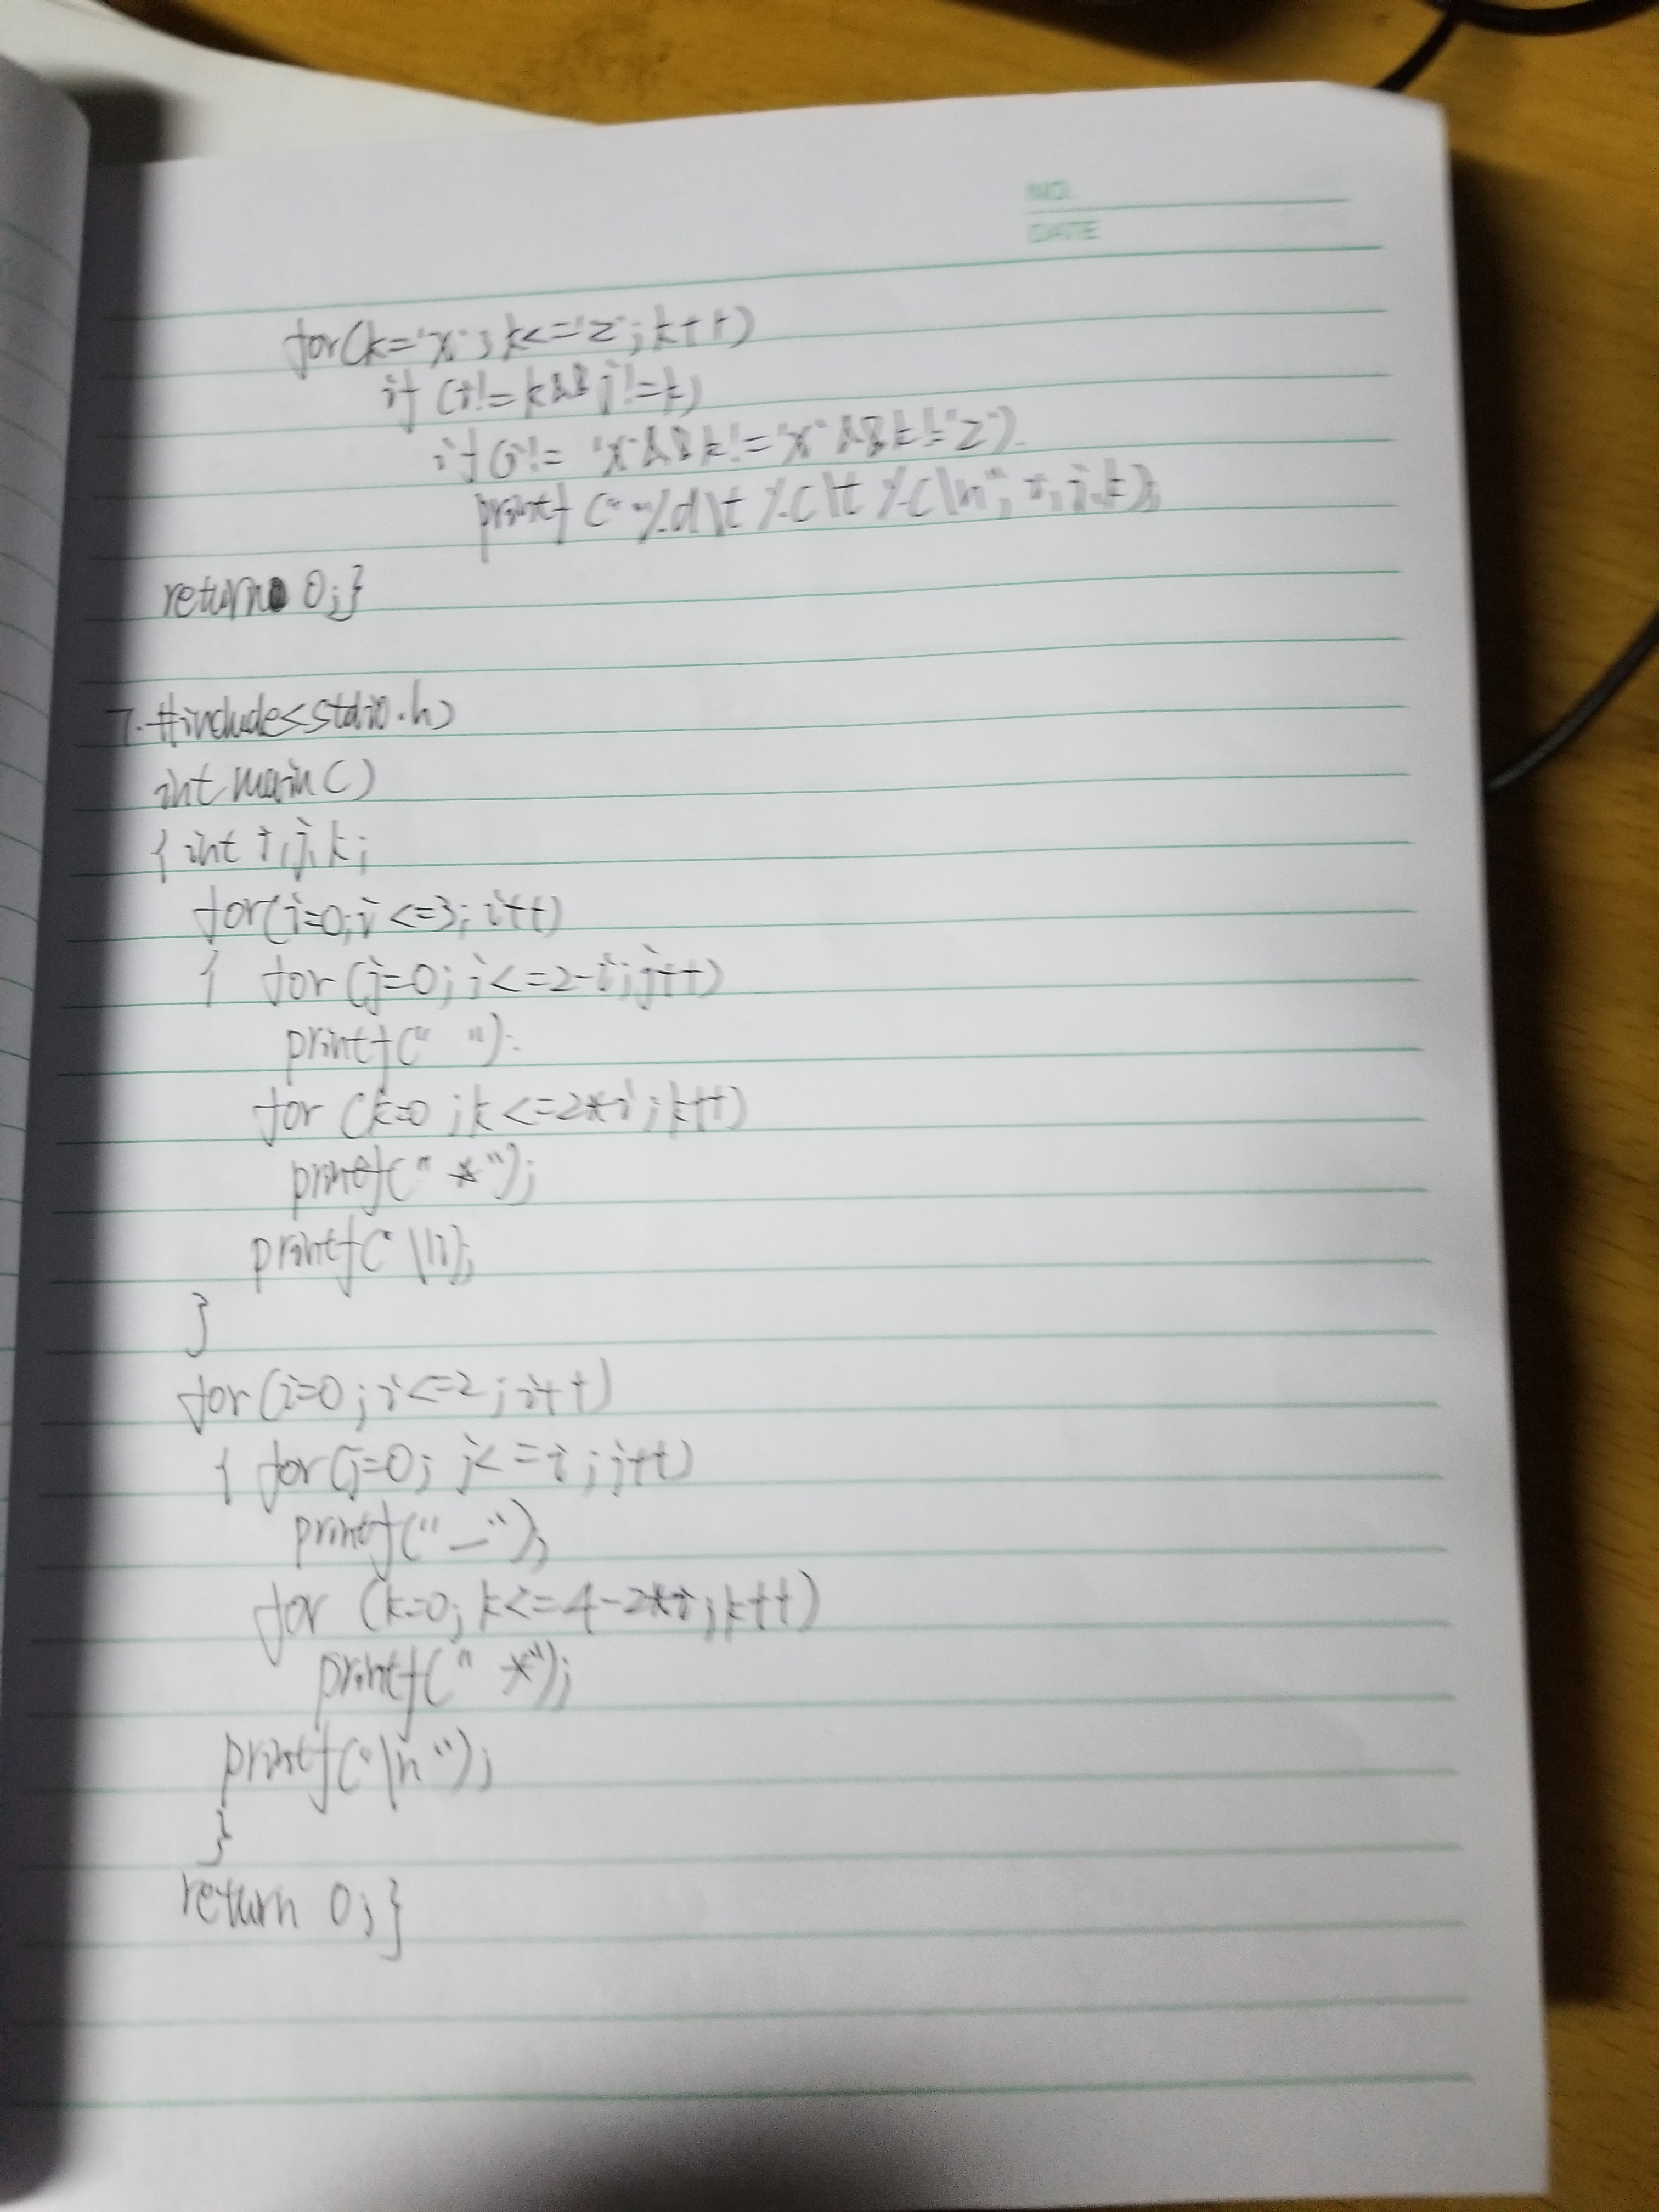 NO.
DATE
for(k='x';k<='z';k++)
if (i!=k&&j!=k)
if(i!='x'&&k!='x'&&k!='z')
printf("%d\t%c\t%c\n",i,j,k);
return 0;}
7.#include<stdio.h>
int main()
{int i,j,k;
for(i=0;i<=3;i++)
{ for(j=0;i<=2-i;j++)
printf(" ");
for (k=0;k<=2*i;k++)
printf("*");
printf("\n);
}
for(i=0;i<=2;i++)
{ for(j=0;j<=i;j++)
printf("_");
for (k=0;k<=4-2*i;k++)
printf("*");
printf("\n");
}
return 0;}